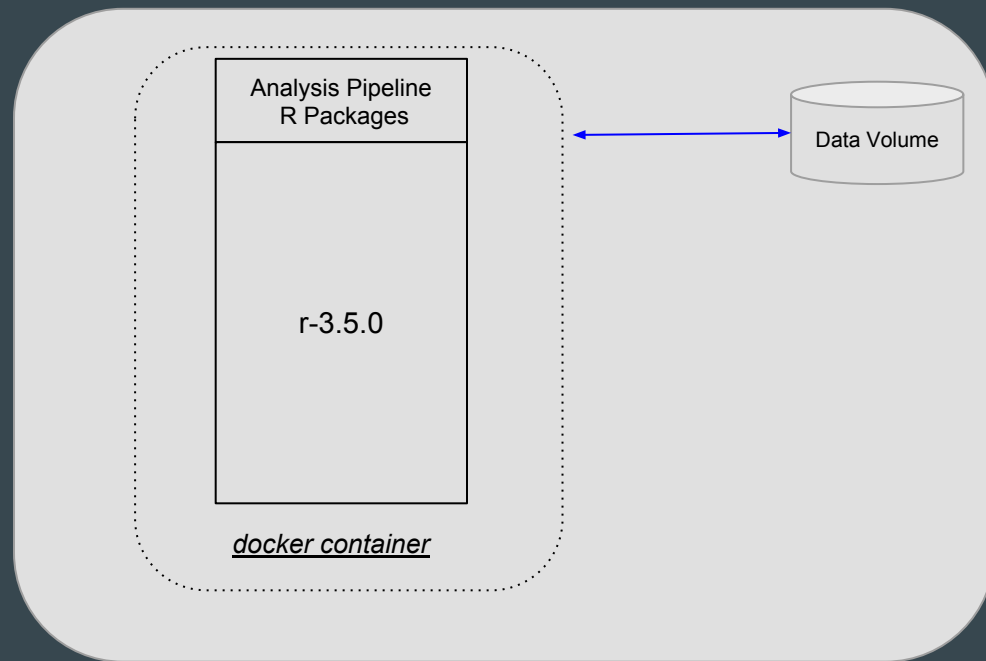 Analysis Pipeline
R Packages
Data Volume
r-3.5.0
docker container